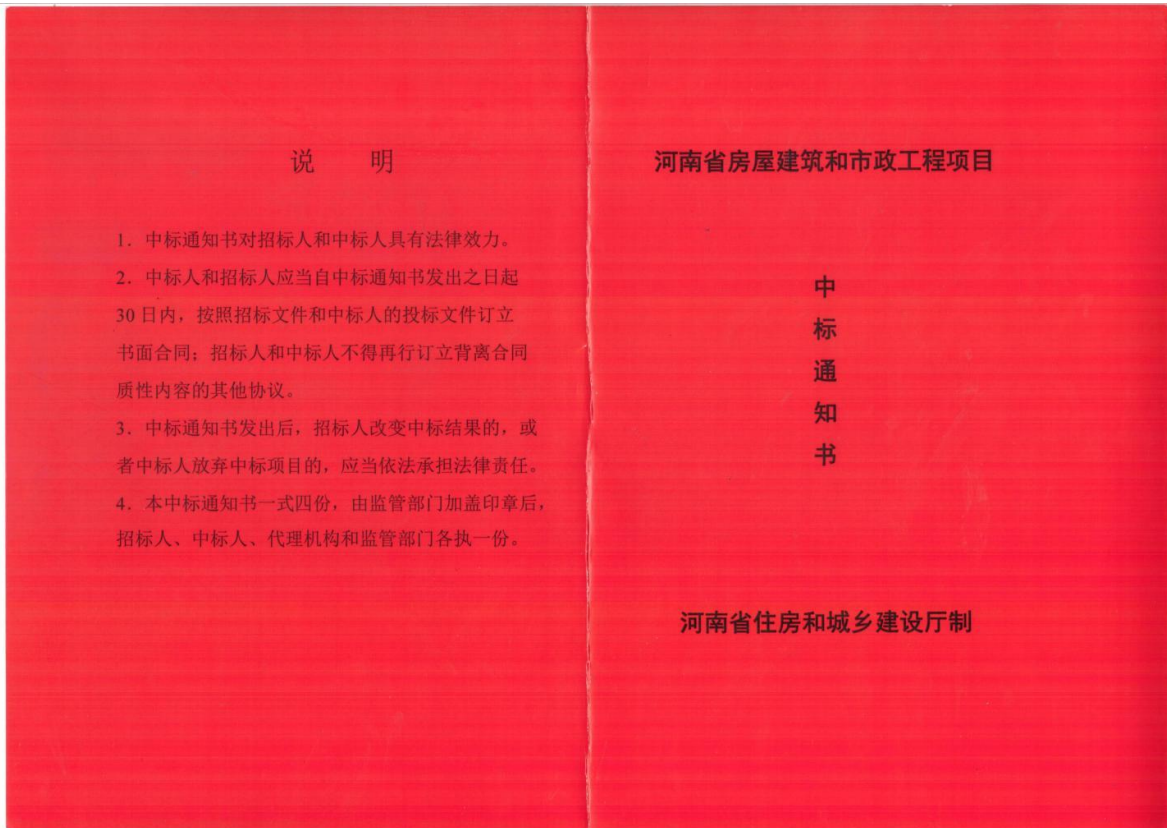 说 明
1. 中标通知书对招标人和中标人具有法律效力。
2. 中标人和招标人应当自中标通知书发出之日起
30 日内，按照招标文件和中标人的投标文件订立
书面合同；招标人和中标人不得再行订立背离合同
质性内容的其他协议。
3. 中标通知书发出后，招标人改变中标结果的，或
者中标人放弃中标项目的，应当依法承担法律责任。
4. 本中标通知书一式四份，由监管部门加盖印章后，
招标人、中标人、代理机构和监管部门各执一份。
河南省房屋建筑和市政工程项目
中
标
通
知
书
河南省住房和城乡建设厅制